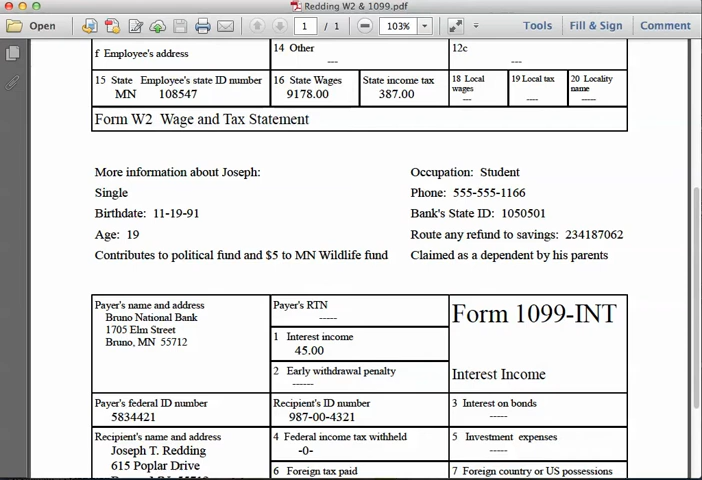 Redding W2 & 1099.pdf
Open 1 / 1 103% Tools Fill & Sign Comment
f Employee's address
14 Other
---
12c
---
15 State Employee's state ID number
MN 108547
16 State Wages
9178.00
State income tax
387.00
18 Local wages
---
19 Local tax
----
20 Locality name
-----
Form W2 Wage and Tax Statement
More information about Joseph:
Single
Birthdate: 11-19-91
Age: 19
Contributes to political fund and $5 to MN Wildlife fund
Occupation: Student
Phone: 555-555-1166
Bank's State ID: 1050501
Route any refund to savings: 234187062
Claimed as a dependent by his parents
Payer's name and address
Bruno National Bank
1705 Elm Street
Bruno, MN 55712
Payer's RTN
-----
1 Interest income
45.00
2 Early withdrawal penalty
------
Form 1099-INT
Interest Income
Payer's federal ID number
5834421
Recipient's ID number
987-00-4321
3 Interest on bonds
-----
Recipient's name and address
Joseph T. Redding
615 Poplar Drive
4 Federal income tax withheld
-0-
5 Investment expenses
-----
6 Foreign tax paid
7 Foreign country or US possessions